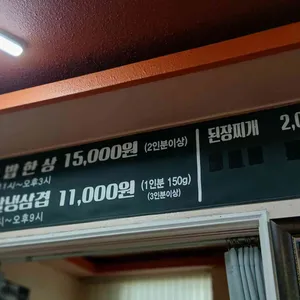 밥 한 상 15,000원 (2인분이상)
시~오후3시
냉삼겹 11,000원 (1인분 150g)
(3인분이상)
~오후9시
된장찌개 2,0